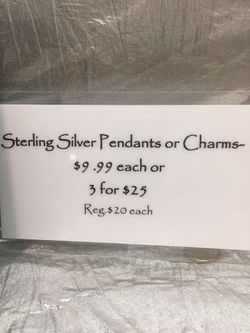 Sterling Silver Pendants or Charms~
$9 .99 each or
3 for $25
Reg.$20 each